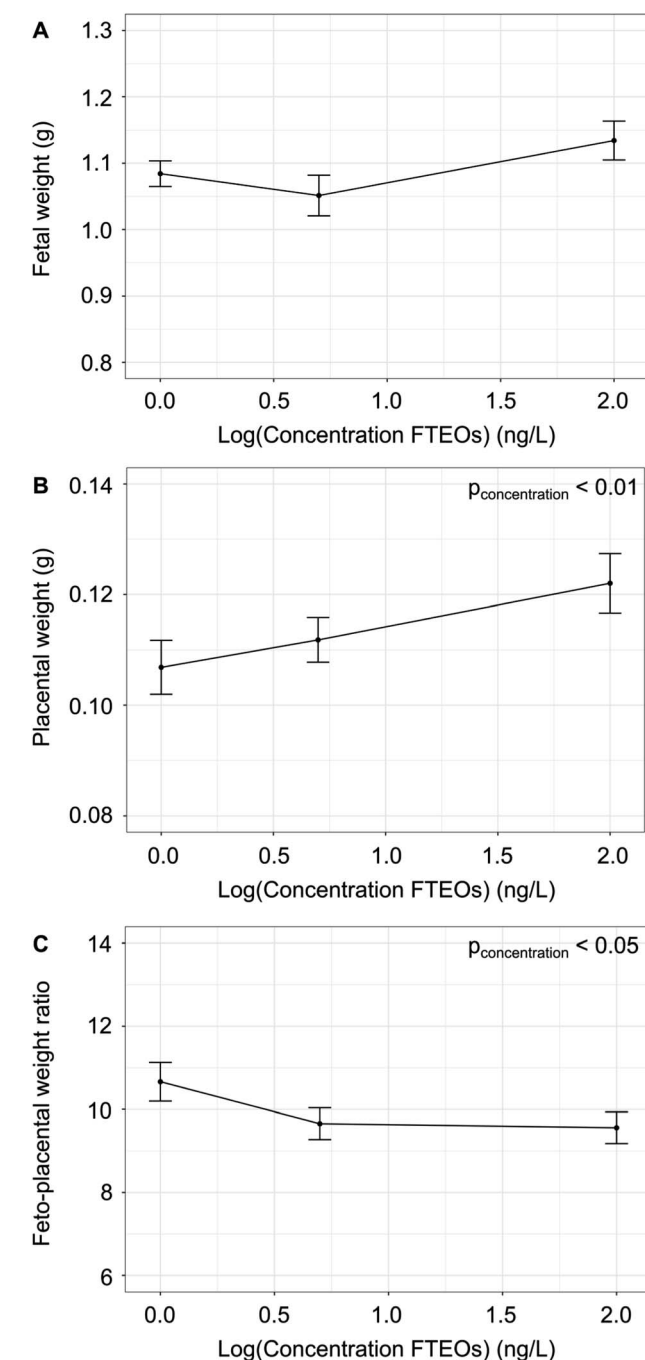 A
1.3
1.2
1.1
1.0
0.9
0.8
Fetal weight (g)
0.0 0.5 1.0 1.5 2.0
Log(Concentration FTEOs) (ng/L)
B
p concentration < 0.01
0.14
0.12
0.10
0.08
Placental weight (g)
0.0 0.5 1.0 1.5 2.0
Log(Concentration FTEOs) (ng/L)
C
p concentration < 0.05
14
12
10
8
6
Feto-placental weight ratio
0.0 0.5 1.0 1.5 2.0
Log(Concentration FTEOs) (ng/L)